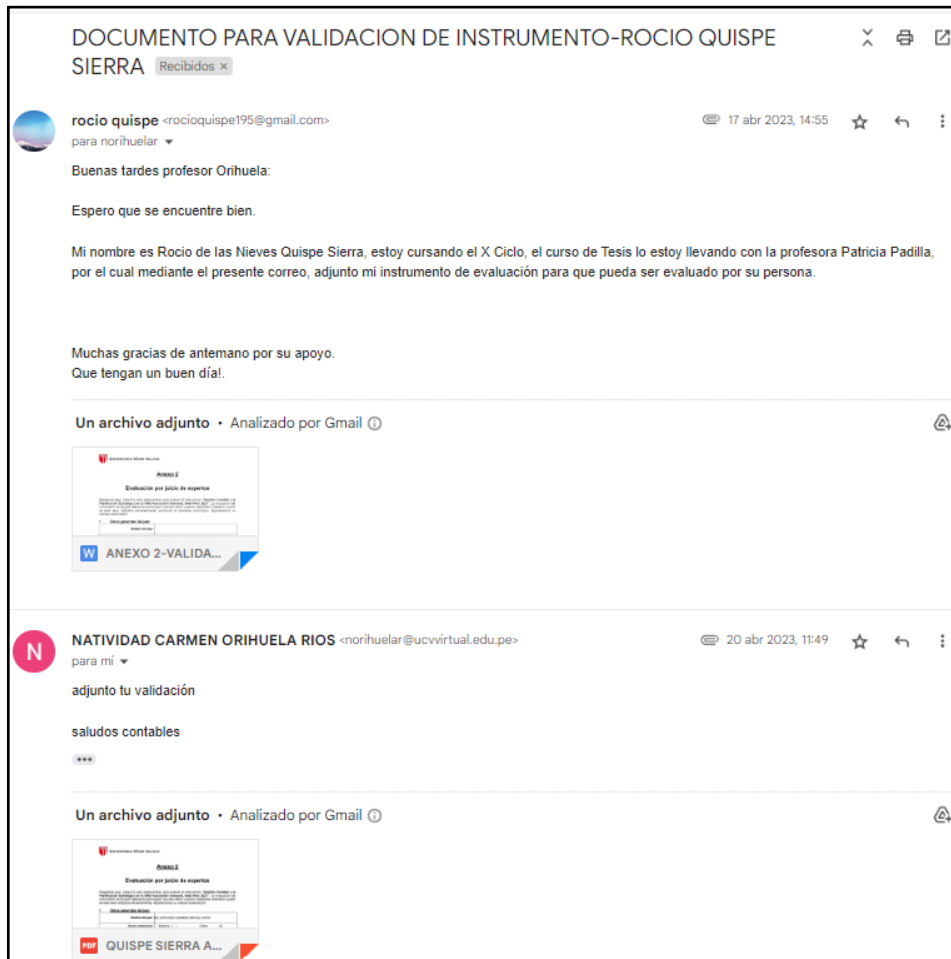 DOCUMENTO PARA VALIDACION DE INSTRUMENTO-ROCIO QUISPE
SIERRA Recibidos ×
rocio quispe <rocioquispe195@gmail.com>
17 abr 2023, 14:55
para norihuelar
Buenas tardes profesor Orihuela:
Espero que se encuentre bien.
Mi nombre es Rocio de las Nieves Quispe Sierra, estoy cursando el X Ciclo, el curso de Tesis lo estoy llevando con la profesora Patricia Padilla,
por el cual mediante el presente correo, adjunto mi instrumento de evaluación para que pueda ser evaluado por su persona.
Muchas gracias de antemano por su apoyo.
Que tengan un buen día!.
Un archivo adjunto • Analizado por Gmail
Anexo 2
Evaluación por juicio de expertos
W ANEXO 2-VALIDA...
N
NATIVIDAD CARMEN ORIHUELA RIOS <norihuelar@ucvvirtual.edu.pe>
20 abr 2023, 11:49
para mí
adjunto tu validación
saludos contables
Un archivo adjunto • Analizado por Gmail
Anexo 2
Evaluación por juicio de expertos
PDF QUISPE SIERRA A...